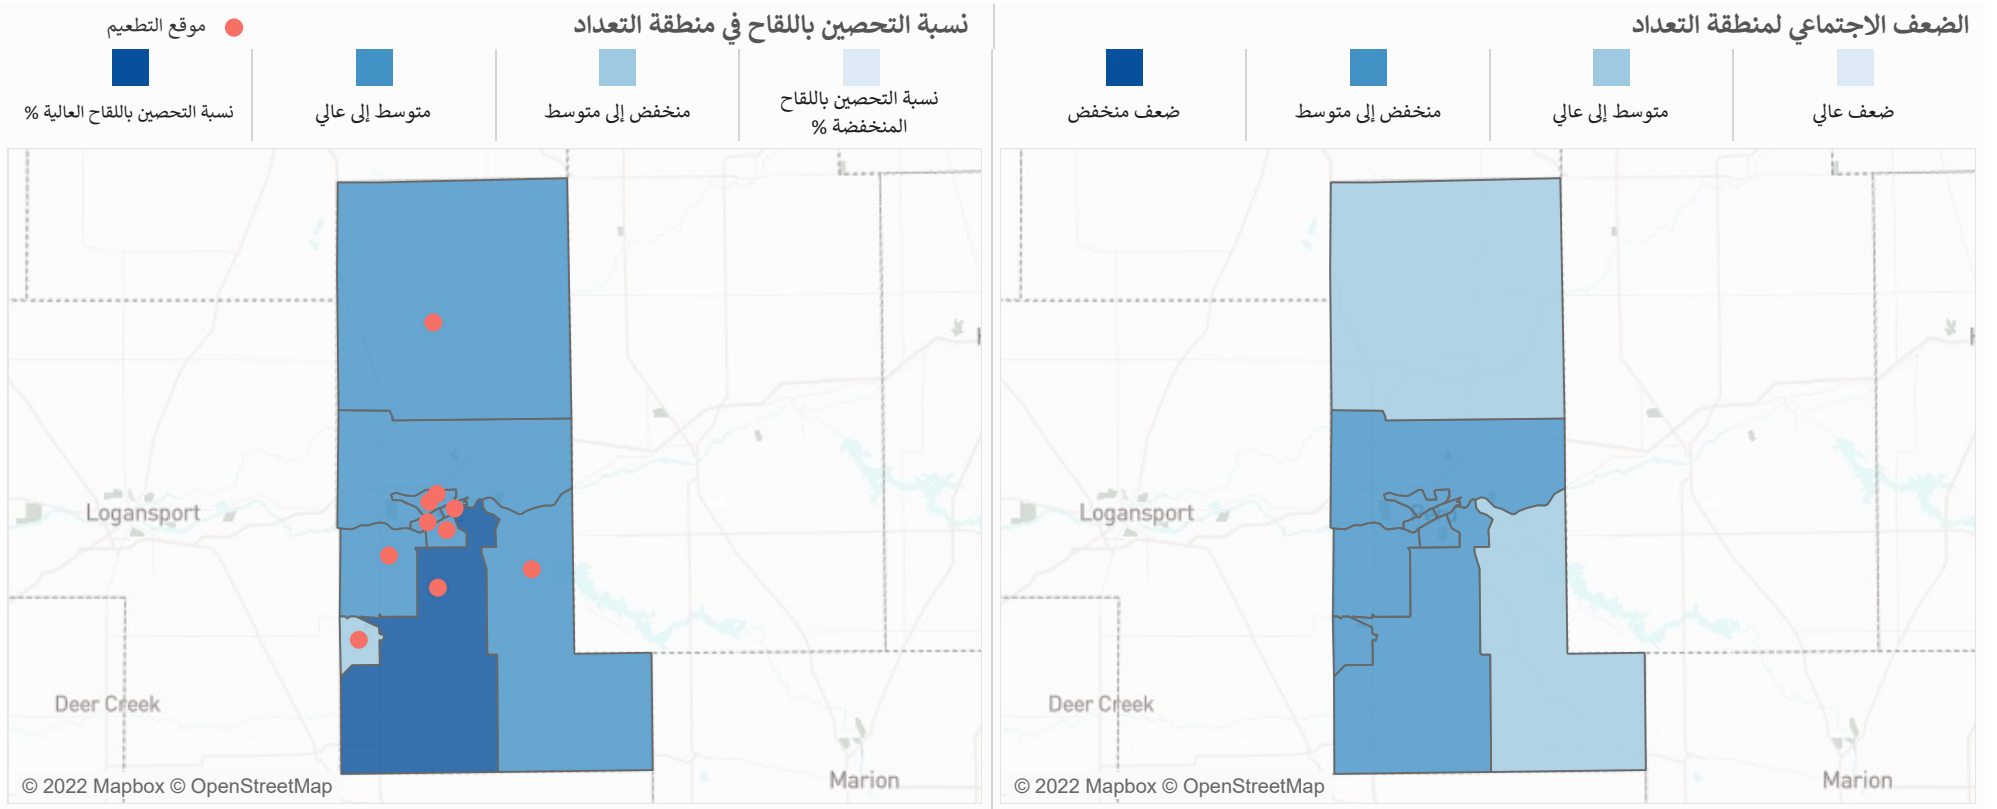 الضعف الاجتماعي لمنطقة التعداد
ضعف عالي
متوسط إلى عالي
منخفض إلى متوسط
ضعف منخفض
Logansport
Deer Creek
Marion
© 2022 Mapbox © OpenStreetMap
نسبة التحصين باللقاح في منطقة التعداد
موقع التطعيم
نسبة التحصين باللقاح
المنخفضة %
منخفض إلى متوسط
متوسط إلى عالي
نسبة التحصين باللقاح العالية %
Logansport
Deer Creek
Marion
© 2022 Mapbox © OpenStreetMap